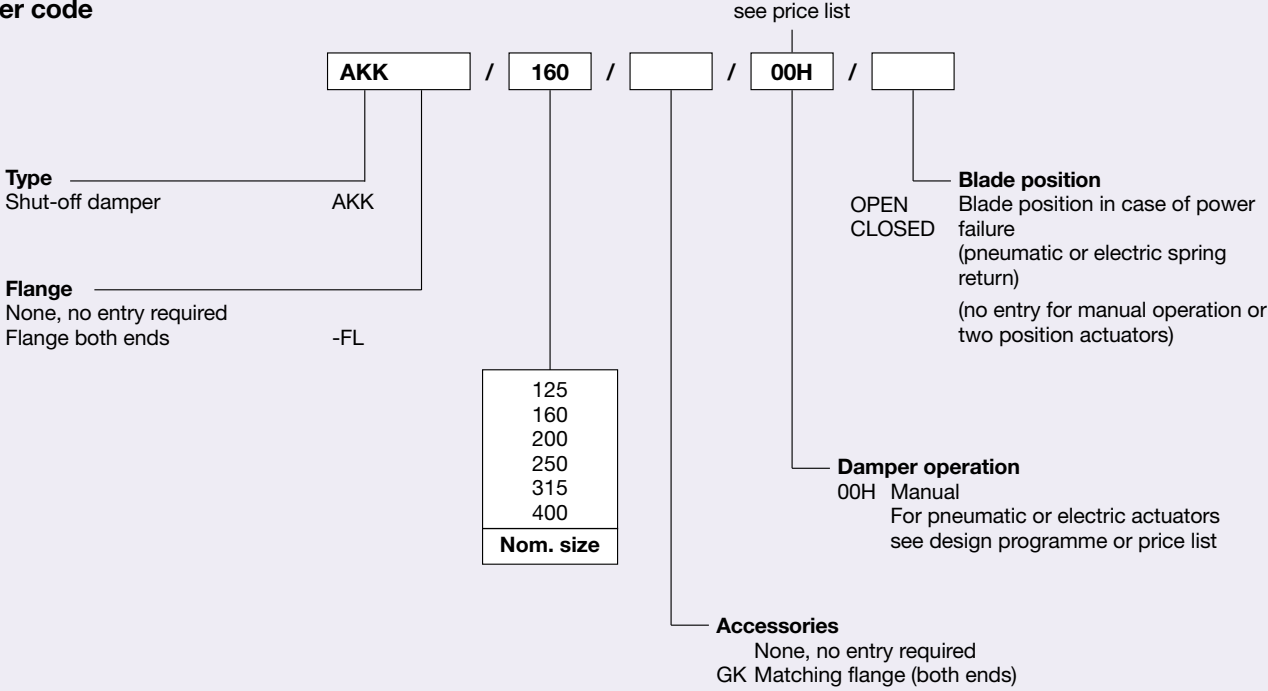 er code
see price list
AKK / 160 / / 00H /
Type
Shut-off damper AKK
Flange
None, no entry required
Flange both ends -FL
125
160
200
250
315
400
Nom. size
Blade position
OPEN Blade position in case of power
CLOSED failure
(pneumatic or electric spring
return)
(no entry for manual operation or
two position actuators)
Damper operation
00H Manual
For pneumatic or electric actuators
see design programme or price list
Accessories
None, no entry required
GK Matching flange (both ends)